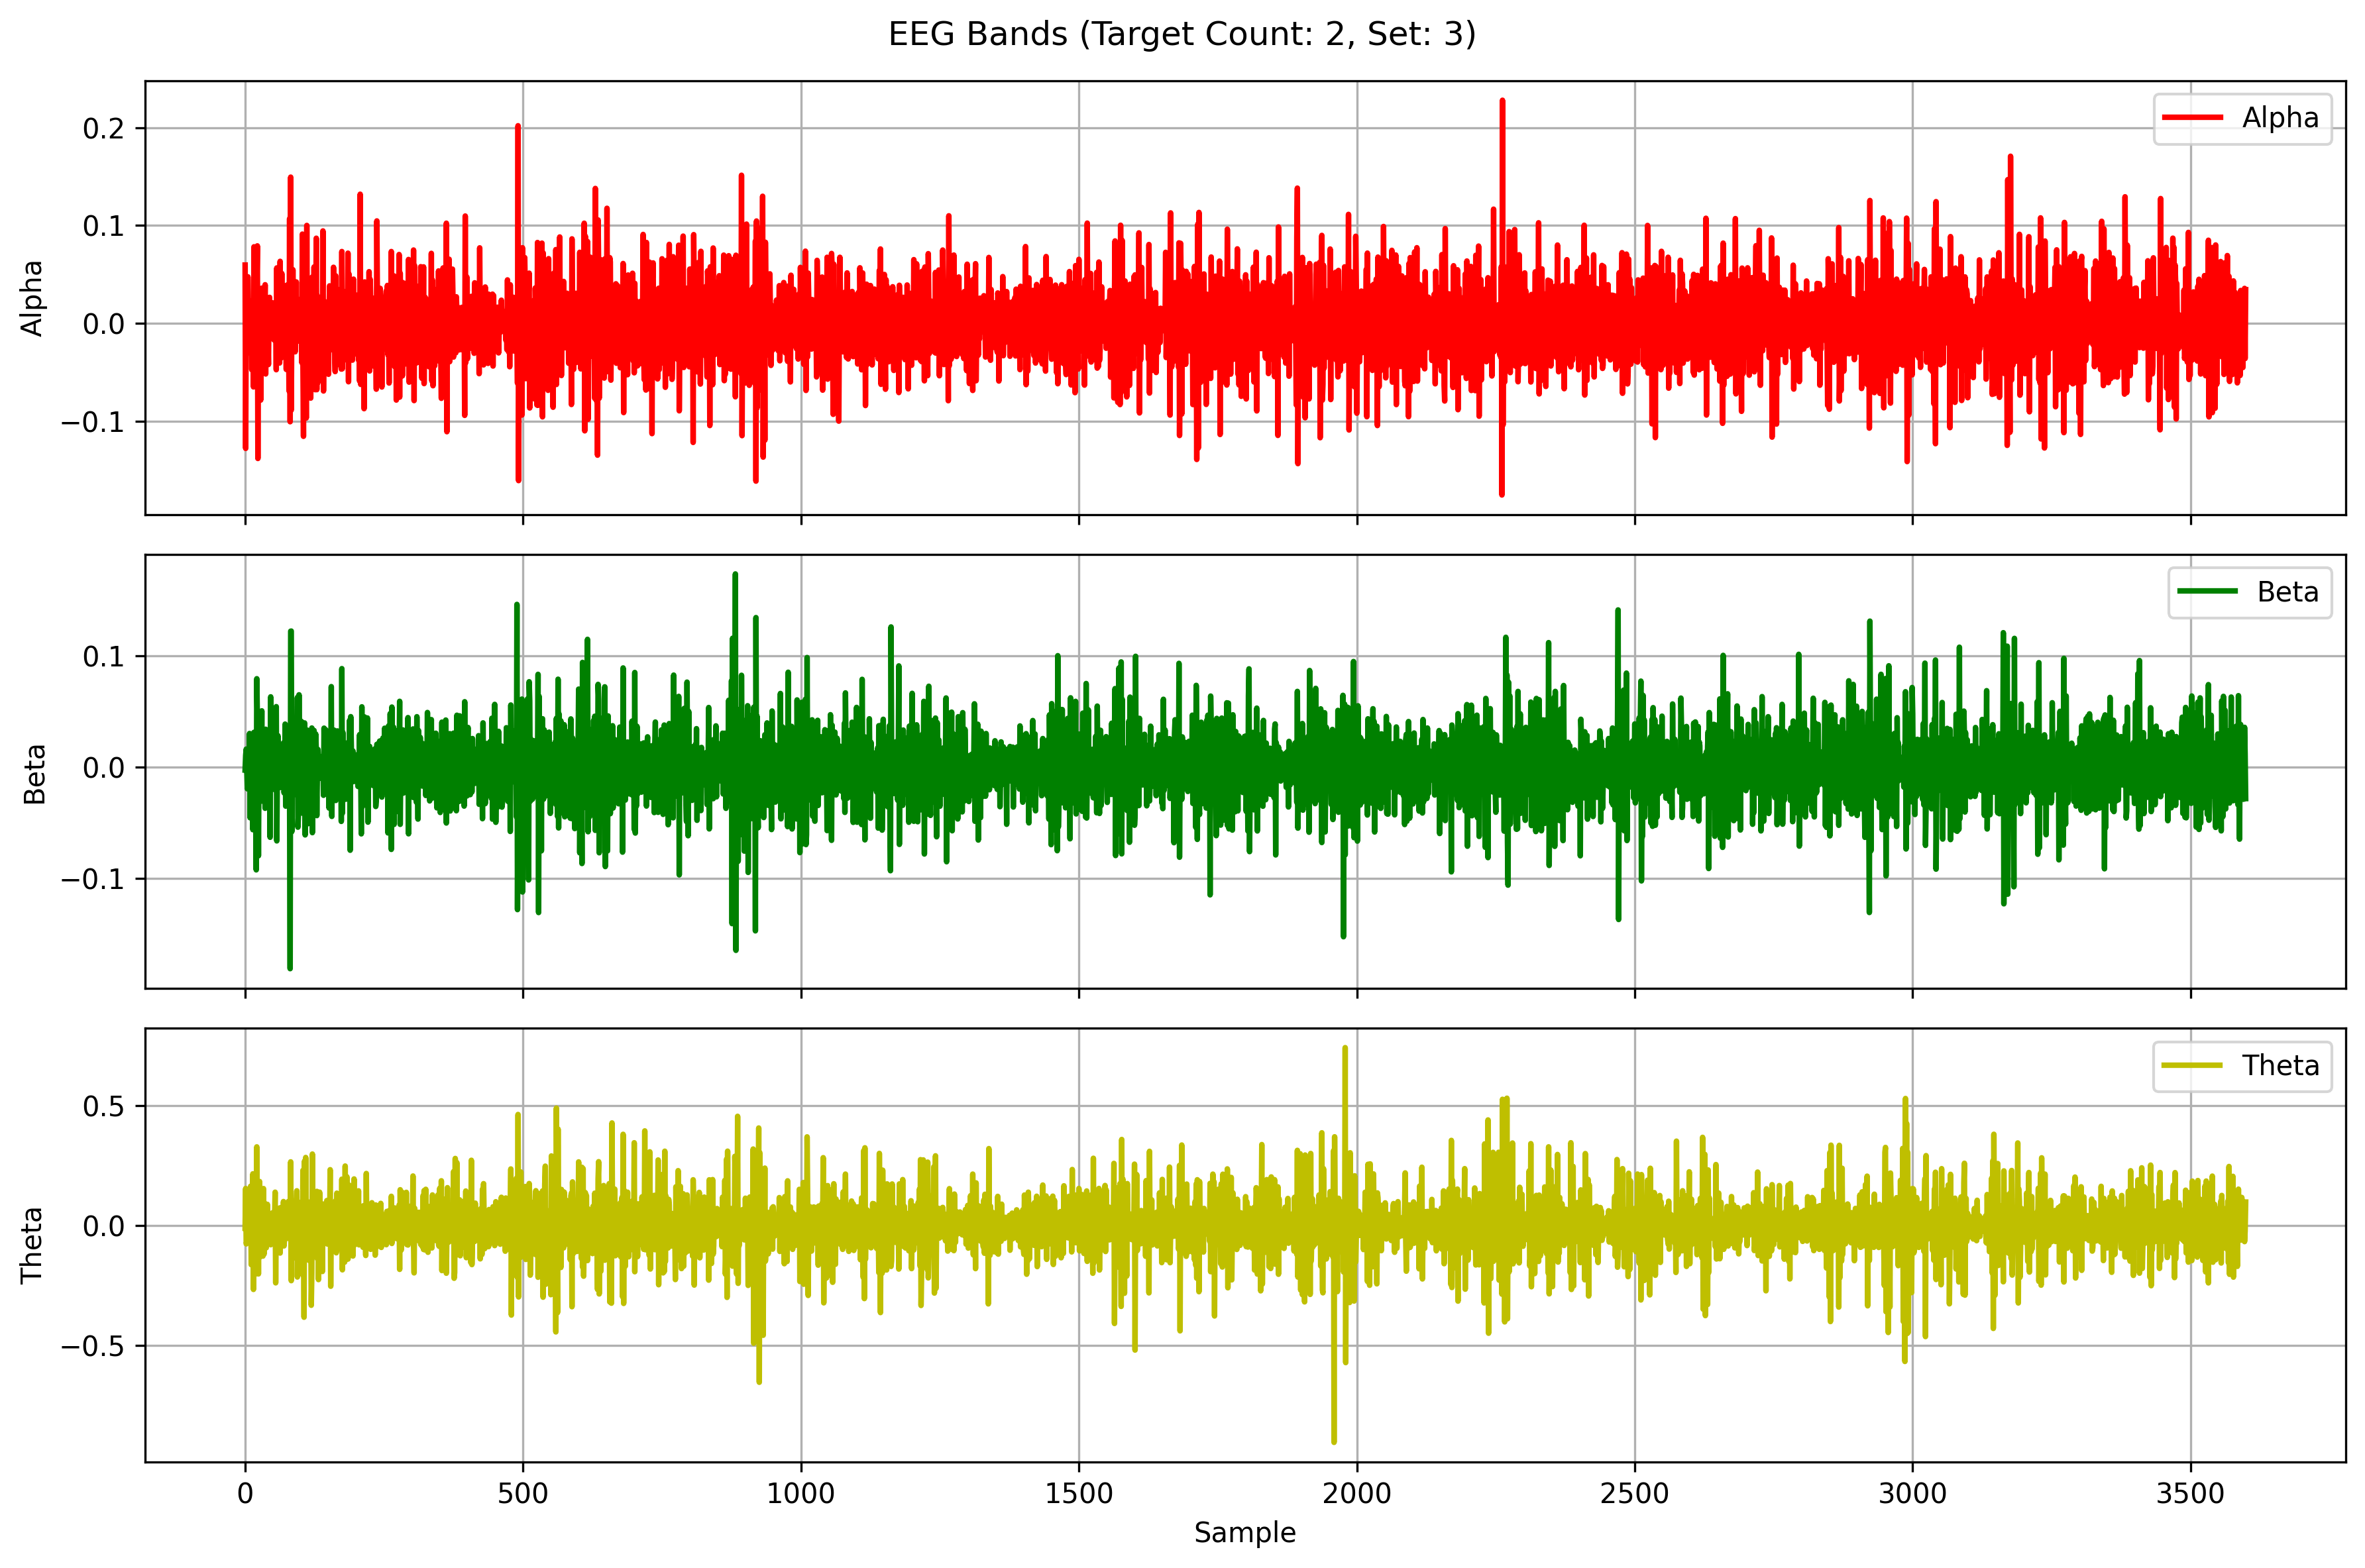 EEG Bands (Target Count: 2, Set: 3)
Alpha
0.2
0.1
0.0
−0.1
Alpha
Beta
0.1
0.0
−0.1
Beta
Theta
0.5
0.0
−0.5
Theta
0 500 1000 1500 2000 2500 3000 3500
Sample